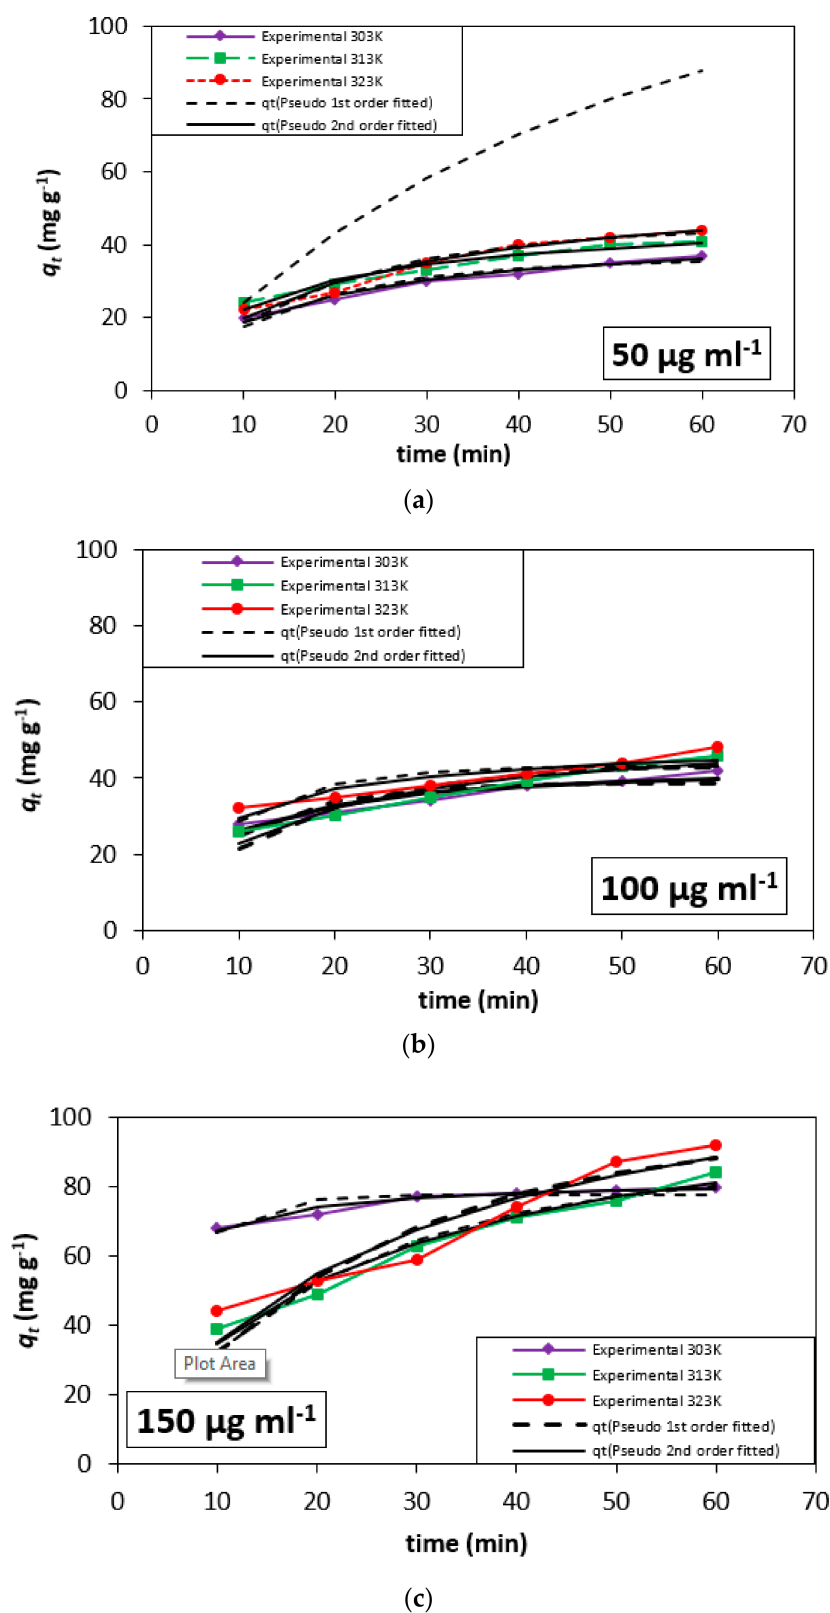 100
80
60
40
20
0
q_t (mg g-1)
Experimental 303K
Experimental 313K
Experimental 323K
qt(Pseudo 1st order fitted)
qt(Pseudo 2nd order fitted)
50 µg ml-1
0 10 20 30 40 50 60 70
time (min)
(a)
100
80
60
40
20
0
q_t (mg g-1)
Experimental 303K
Experimental 313K
Experimental 323K
qt(Pseudo 1st order fitted)
qt(Pseudo 2nd order fitted)
100 µg ml-1
0 10 20 30 40 50 60 70
time (min)
(b)
100
80
60
40
20
0
q_t (mg g-1)
Plot Area
150 µg ml-1
Experimental 303K
Experimental 313K
Experimental 323K
qt(Pseudo 1st order fitted)
qt(Pseudo 2nd order fitted)
0 10 20 30 40 50 60 70
time (min)
(c)